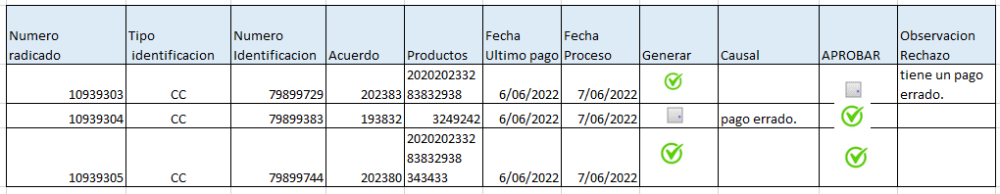 Numero radicado	Tipo identificacion	Numero Identificacion	Acuerdo	Productos	Fecha Ultimo pago	Fecha Proceso	Generar	Causal	APROBAR	Observacion Rechazo
10939303	CC	79899729	202383	2020202332 83832938	6/06/2022	7/06/2022			tiene un pago errado.
10939304	CC	79899383	193832	3249242	6/06/2022	7/06/2022		pago errado.
10939305	CC	79899744	202380	2020202332 83832938 343433	6/06/2022	7/06/2022